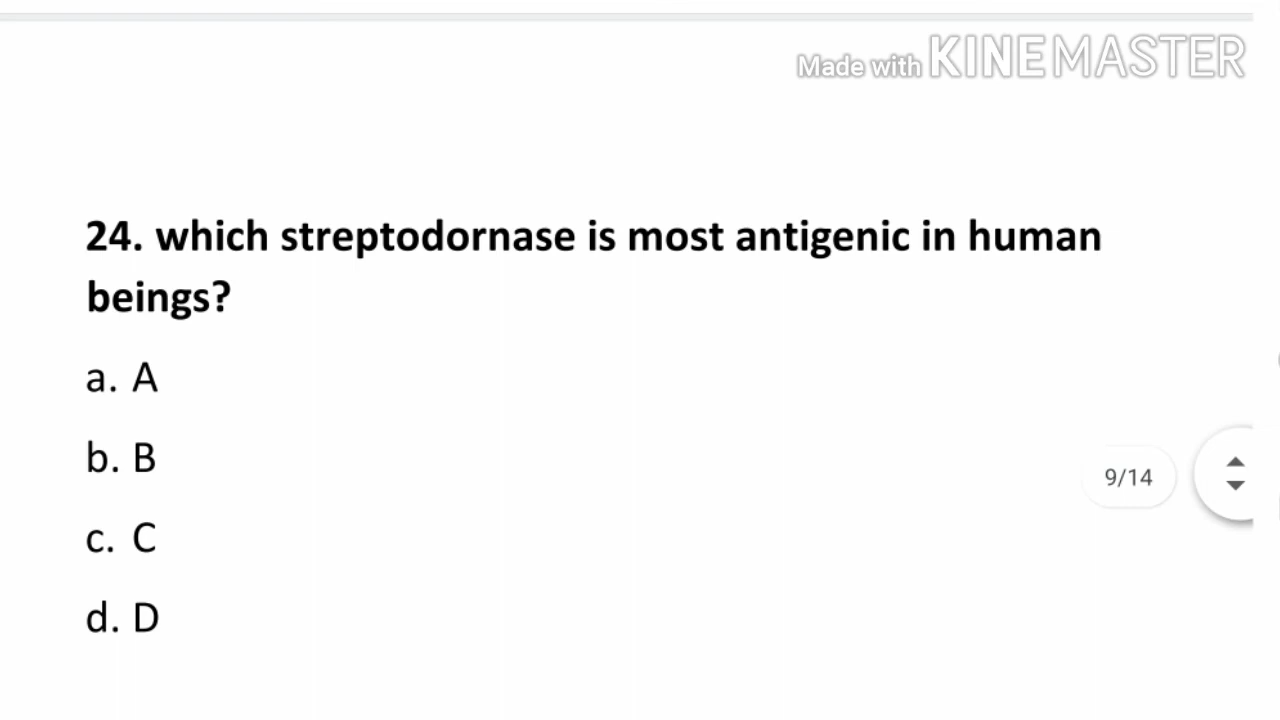 Made with KINEMASTER
24. which streptodornase is most antigenic in human
beings?
a. A
b. B
9/14
c. C
d. D